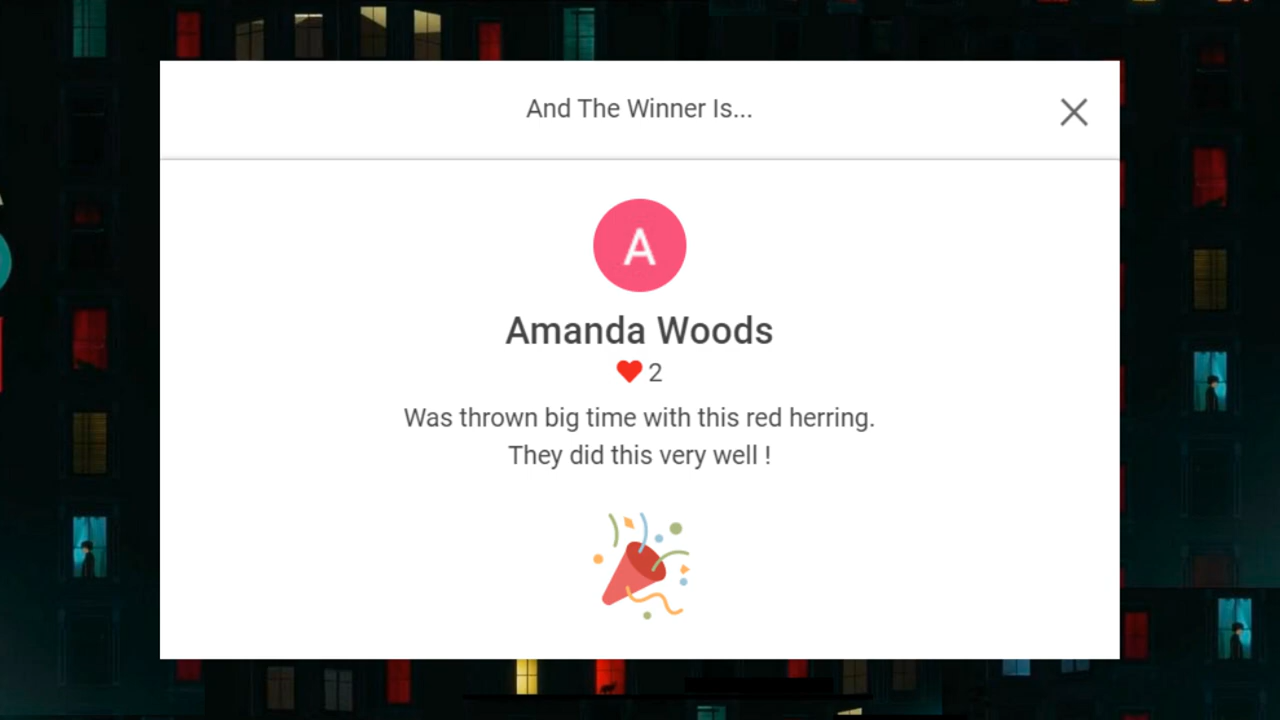 And The Winner Is...
A
Amanda Woods
2
Was thrown big time with this red herring.
They did this very well !